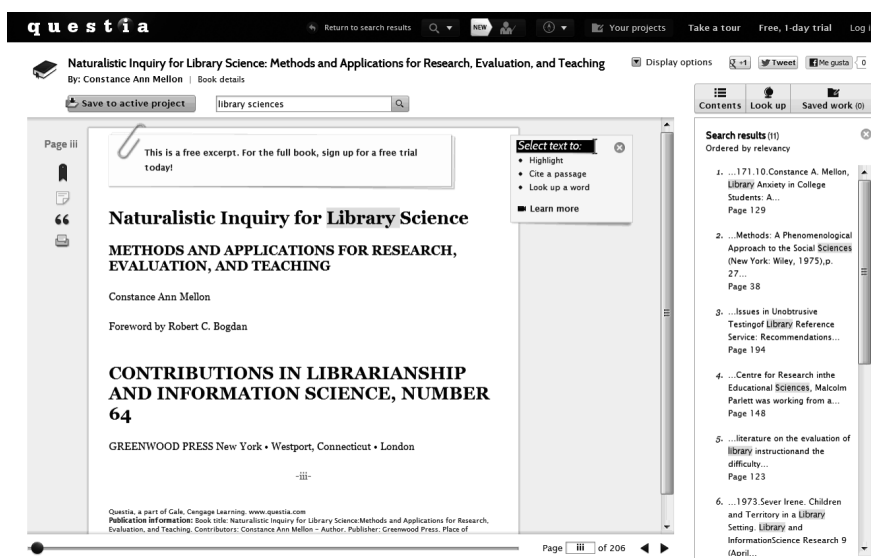 questia
Return to search results
NEW
Your projects
Take a tour
Free, 1-day trial
Log i
Naturalistic Inquiry for Library Science: Methods and Applications for Research, Evaluation, and Teaching
By: Constance Ann Mellon | Book details
Display options
+1
Tweet
Me gusta
0
Save to active project
library sciences
Contents
Look up
Saved work (0)
Page iii
This is a free excerpt. For the full book, sign up for a free trial
today!
Select text to:
• Highlight
• Cite a passage
• Look up a word
Learn more
Naturalistic Inquiry for Library Science
METHODS AND APPLICATIONS FOR RESEARCH,
EVALUATION, AND TEACHING
Constance Ann Mellon
Foreword by Robert C. Bogdan
CONTRIBUTIONS IN LIBRARIANSHIP
AND INFORMATION SCIENCE, NUMBER
64
GREENWOOD PRESS New York • Westport, Connecticut • London
-iii-
Questia, a part of Gale, Cengage Learning. www.questia.com
Publication information: Book title: Naturalistic Inquiry for Library Science:Methods and Applications for Research,
Evaluation, and Teaching. Contributors: Constance Ann Mellon - Author. Publisher: Greenwood Press. Place of
Page iii of 206
Search results (11)
Ordered by relevancy
1. ...171.10.Constance A. Mellon,
Library Anxiety in College
Students: A...
Page 129
2. ...Methods: A Phenomenological
Approach to the Social Sciences
(New York: Wiley, 1975),p.
27...
Page 38
3. ...Issues in Unobtrusive
Testingof Library Reference
Service: Recommendations...
Page 194
4. ...Centre for Research inthe
Educational Sciences, Malcolm
Parlett was working from a...
Page 148
5. ...literature on the evaluation of
library instructionand the
difficulty...
Page 123
6. ...1973.Sever Irene. Children
and Territory in a Library
Setting. Library and
InformationScience Research 9
(April...